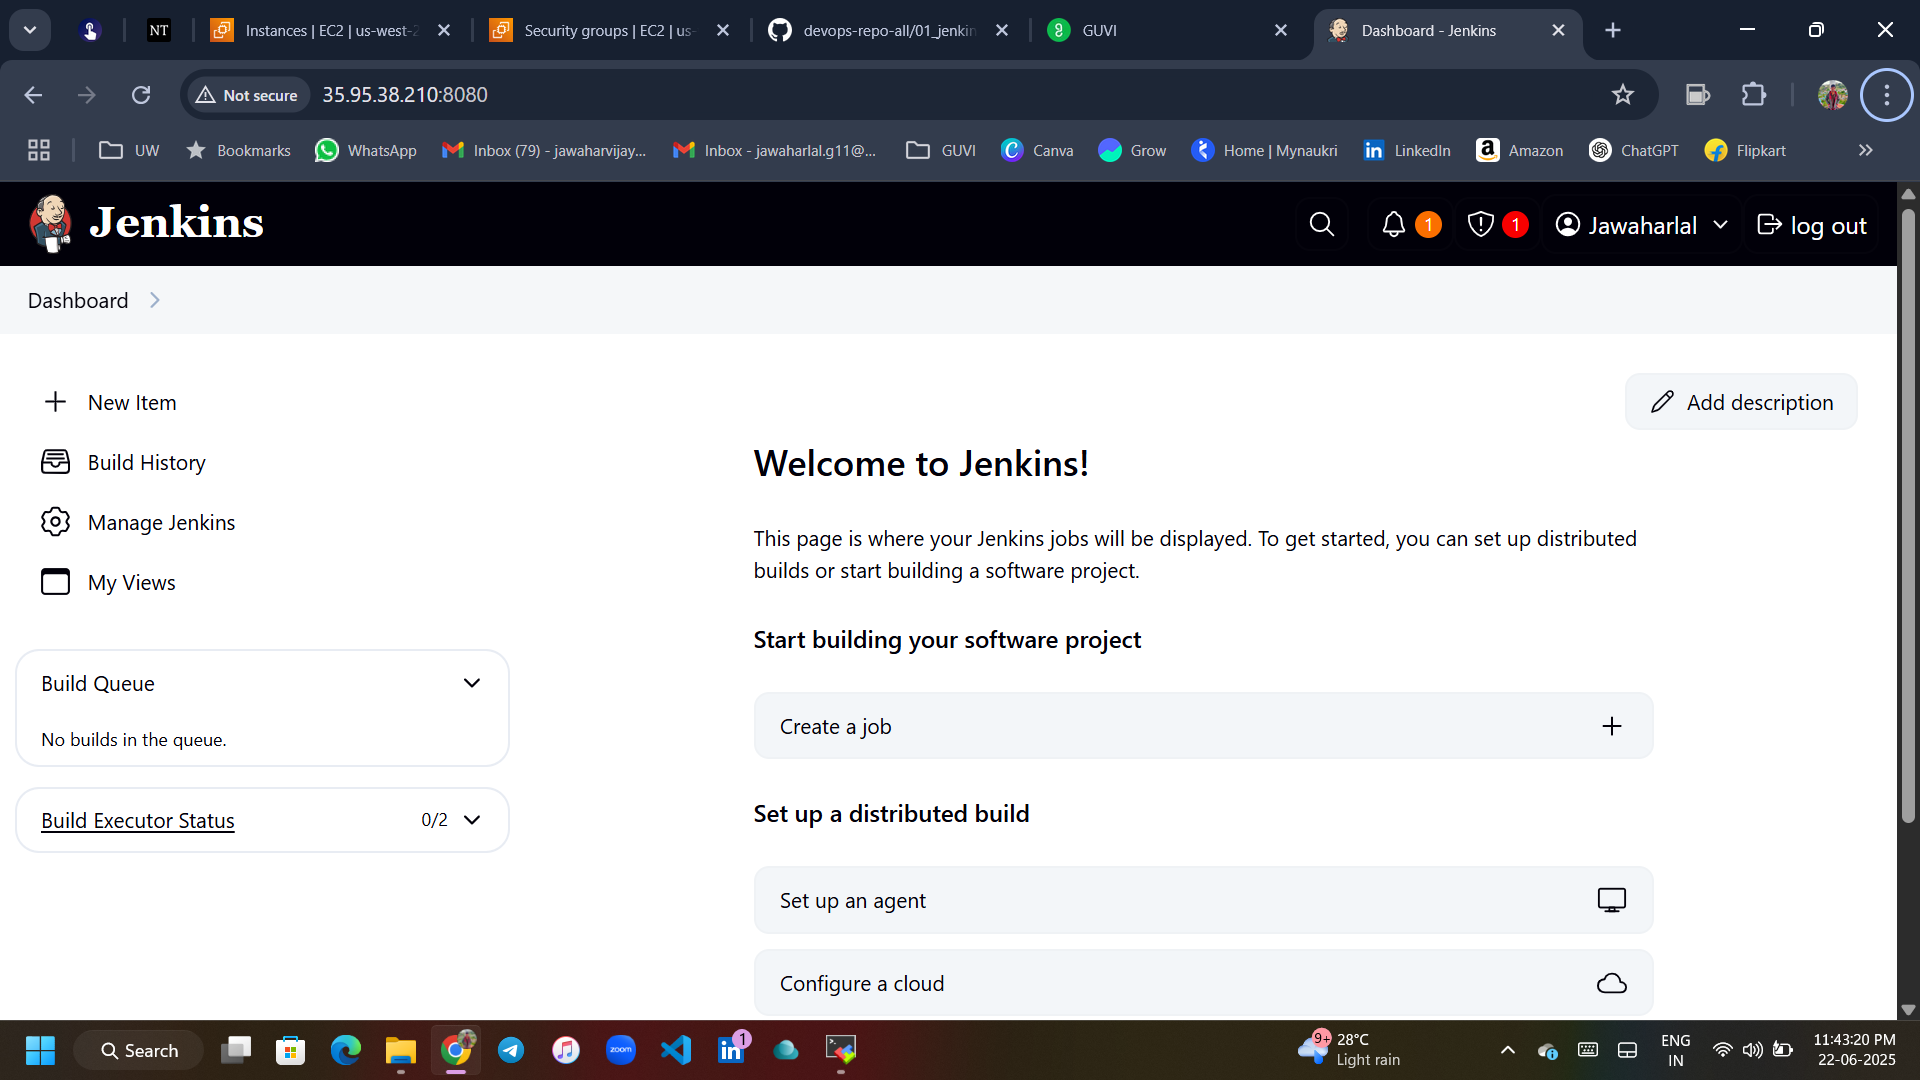 NT
Instances | EC2 | us-west-2
Security groups | EC2 | us-
devops-repo-all/01_jenkin
GUVI
Dashboard - Jenkins
Not secure
35.95.38.210:8080
UW
Bookmarks
WhatsApp
Inbox (79) - jawaharvijay...
Inbox - jawaharlal.g11@...
GUVI
Canva
Grow
Home | Mynaukri
LinkedIn
Amazon
ChatGPT
Flipkart
Jenkins
1
1
Jawaharlal
log out
Dashboard
New Item
Build History
Manage Jenkins
My Views
Add description
Welcome to Jenkins!
This page is where your Jenkins jobs will be displayed. To get started, you can set up distributed
builds or start building a software project.
Start building your software project
Create a job
Build Queue
No builds in the queue.
Build Executor Status
0/2
Set up a distributed build
Set up an agent
Configure a cloud
Search
zoom
1
9+
28°C
Light rain
ENG
IN
11:43:20 PM
22-06-2025